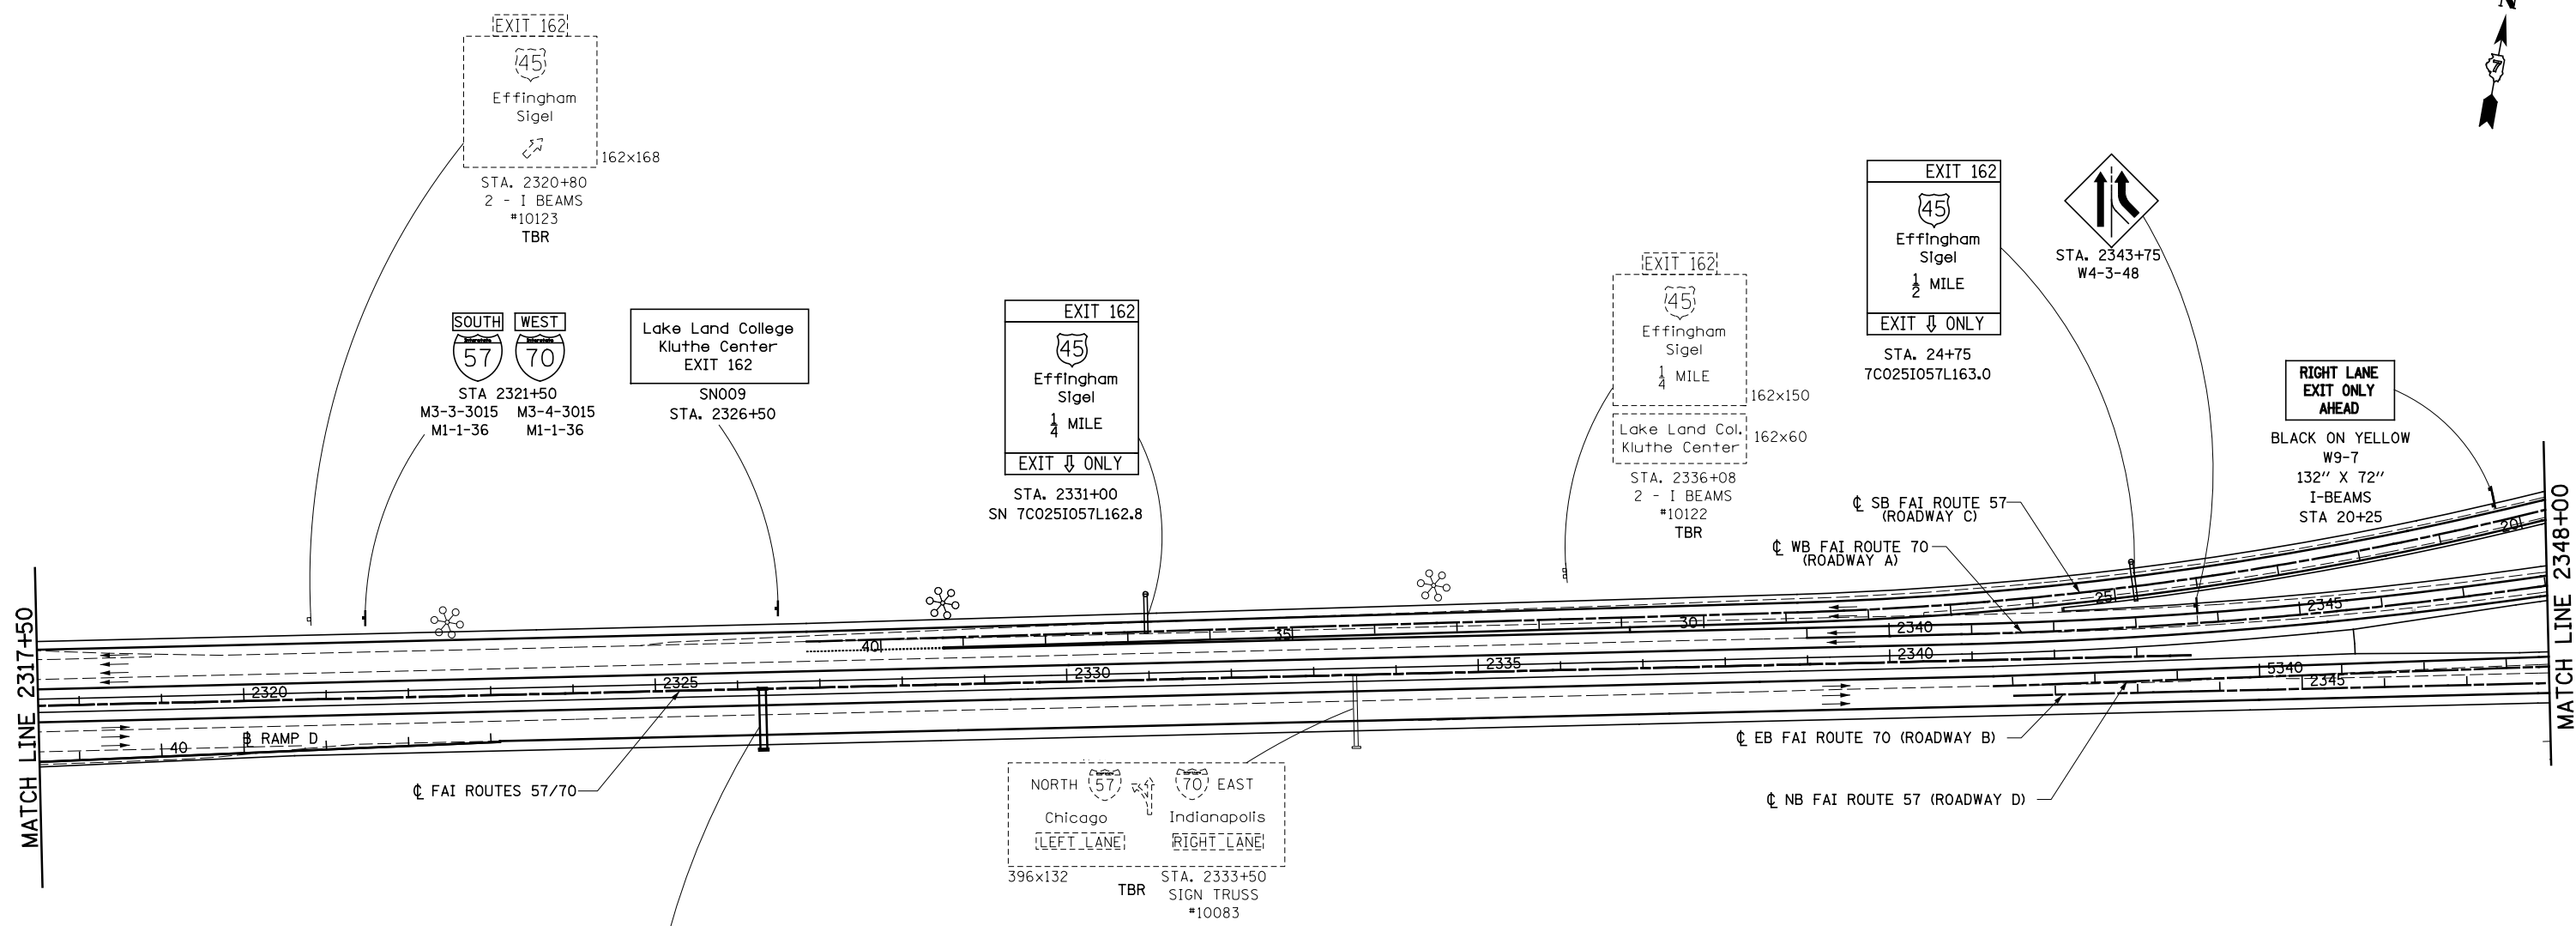 N
7
EXIT 162
45
Effingham
Sigel
162x168
STA. 2320+80
2 - I BEAMS
#10123
TBR
SOUTH WEST
Interstate Interstate
57 70
STA 2321+50
M3-3-3015 M3-4-3015
M1-1-36 M1-1-36
Lake Land College
Kluthe Center
EXIT 162
SN009
STA. 2326+50
EXIT 162
45
Effingham
Sigel
1/4 MILE
EXIT ⇩ ONLY
STA. 2331+00
SN 7C025I057L162.8
EXIT 162
45
Effingham
Sigel
1/4 MILE
162x150
Lake Land Col.
Kluthe Center
162x60
STA. 2336+08
2 - I BEAMS
#10122
TBR
EXIT 162
45
Effingham
Sigel
1/2 MILE
EXIT ⇩ ONLY
STA. 24+75
7C025I057L163.0
STA. 2343+75
W4-3-48
RIGHT LANE
EXIT ONLY
AHEAD
BLACK ON YELLOW
W9-7
132" X 72"
I-BEAMS
STA 20+25
℄ SB FAI ROUTE 57
(ROADWAY C)
℄ WB FAI ROUTE 70
(ROADWAY A)
MATCH LINE 2317+50
MATCH LINE 2348+00
20
25
30
35
40
2345
2340
2340
2335
2330
2325
2320
5340
2345
40
B RAMP D
℄ FAI ROUTES 57/70
℄ EB FAI ROUTE 70 (ROADWAY B)
℄ NB FAI ROUTE 57 (ROADWAY D)
NORTH 57 70 EAST
Chicago Indianapolis
LEFT LANE RIGHT LANE
396x132
TBR
STA. 2333+50
SIGN TRUSS
#10083